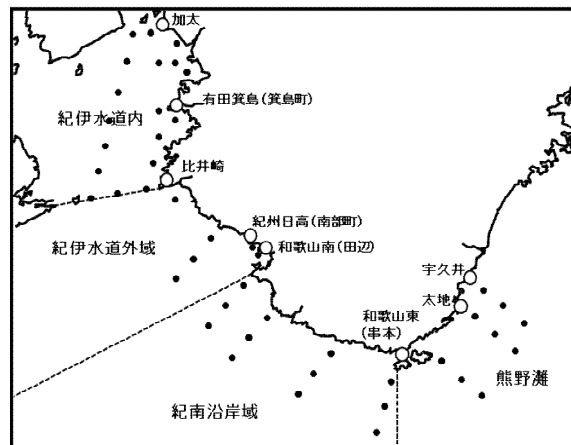 加太
有田箕島(箕島町)
紀伊水道内
比井崎
紀州日高(南部町)
和歌山南(田辺)
紀伊水道外域
宇久井
太地
和歌山東
(串本)
熊野灘
紀南沿岸域